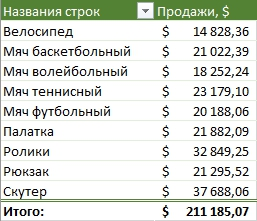 Названия строк Продажи, $
Велосипед $ 14 828,36
Мяч баскетбольный $ 21 022,39
Мяч волейбольный $ 18 252,24
Мяч теннисный $ 23 179,10
Мяч футбольный $ 20 188,06
Палатка $ 21 882,09
Ролики $ 32 849,25
Рюкзак $ 21 295,52
Скутер $ 37 688,06
Итого: $ 211 185,07